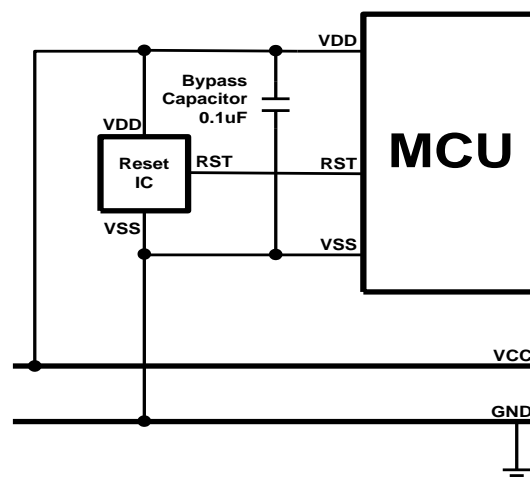 VDD
Bypass
Capacitor
0.1uF
VDD
Reset
IC
RST
RST
MCU
VSS
VSS
VCC
GND